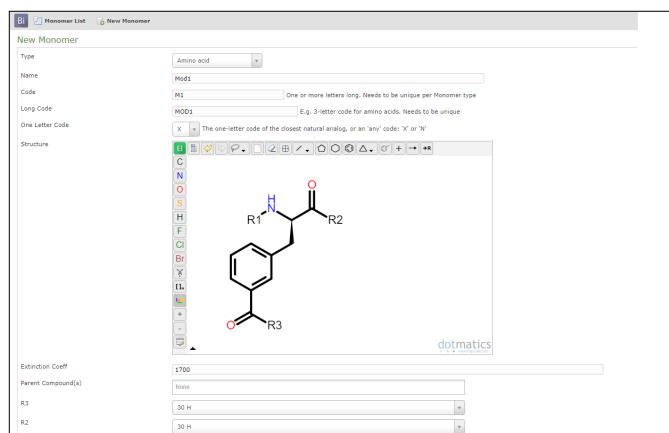 Bi Monomer List New Monomer
New Monomer
Type Amino acid
Name Mod1
Code M1 One or more letters long. Needs to be unique per Monomer type
Long Code MOD1 E.g. 3-letter code for amino acids. Needs to be unique
One Letter Code X The one-letter code of the closest natural analog, or an 'any' code: 'X' or 'N'
Structure
El
C
N
O
S
H
F
Cl
Br
X
[ ]n
+
-
+
→R
O
H
N
R1
R2
O
R3
dotmatics
Extinction Coeff 1700
Parent Compound(s) None
R3 30 H
R2 30 H